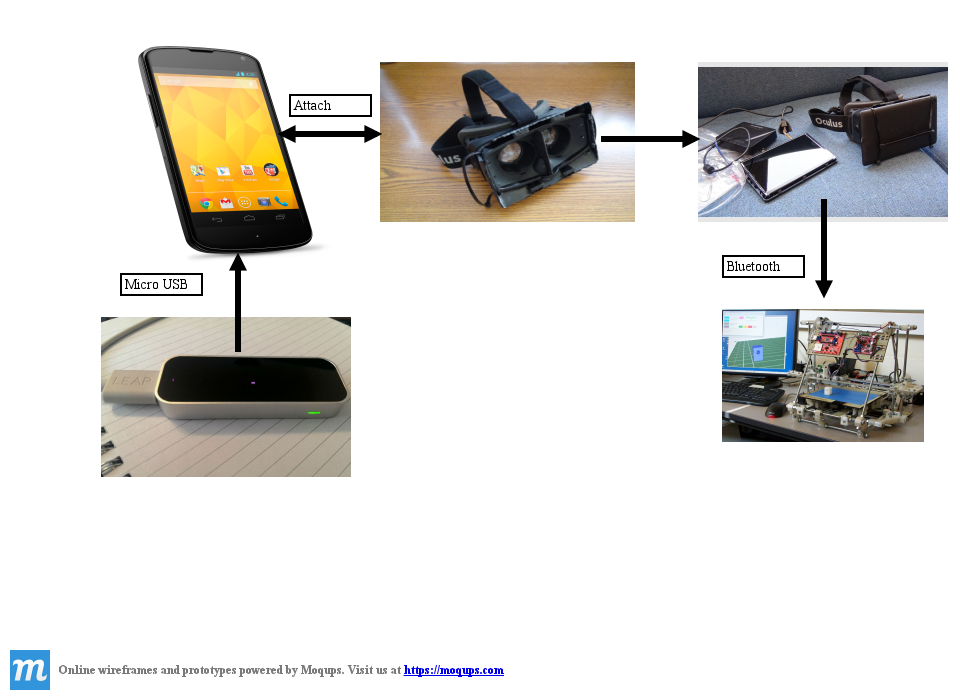 Attach
ulus
Oculus
Micro USB
Bluetooth
LEAP
m
Online wireframes and prototypes powered by Moqups. Visit us at https://moqups.com